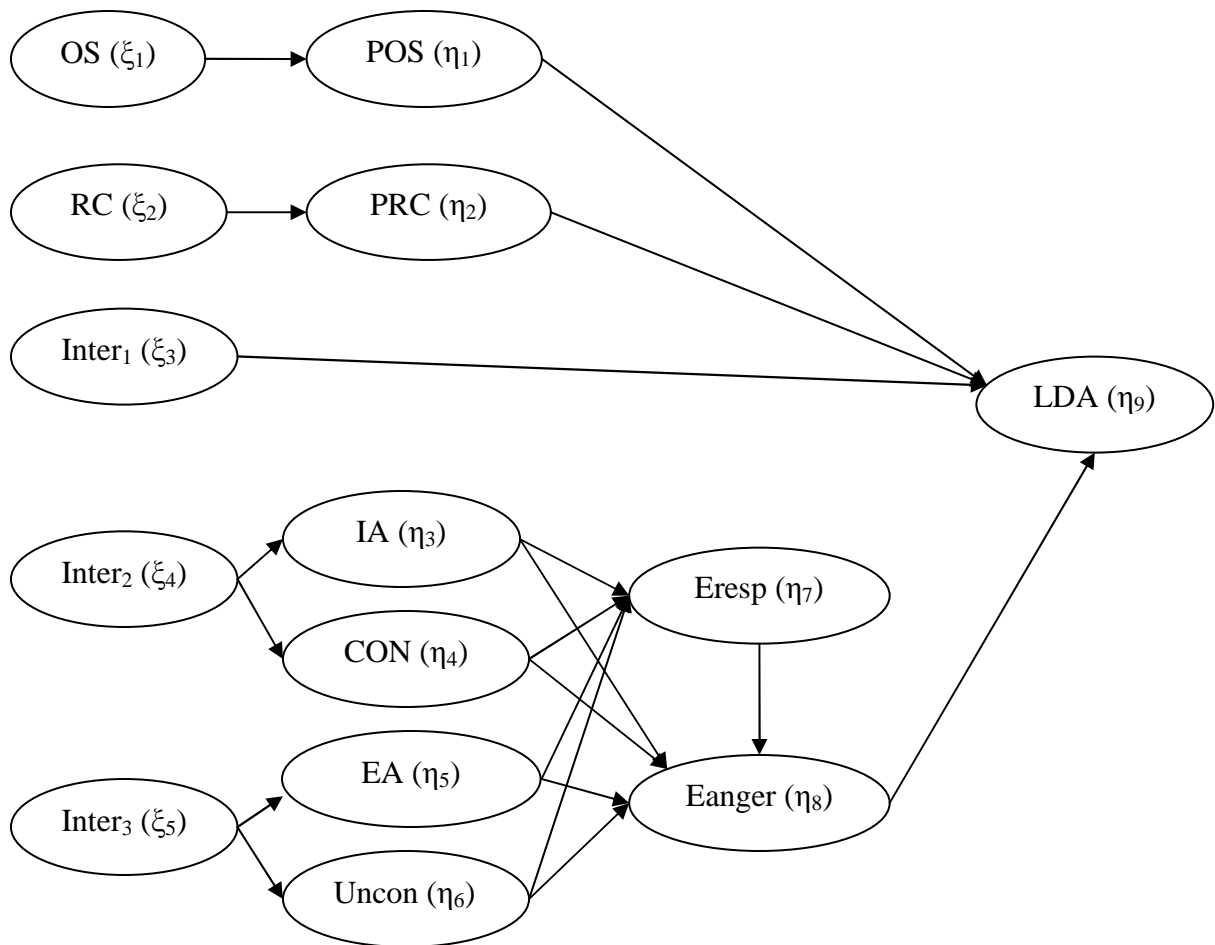 OS (ξ₁)
POS (η₁)
RC (ξ₂)
PRC (η₂)
Inter₁ (ξ₃)
LDA (η₉)
IA (η₃)
Inter₂ (ξ₄)
Eresp (η₇)
CON (η₄)
EA (η₅)
Eanger (η₈)
Inter₃ (ξ₅)
Uncon (η₆)